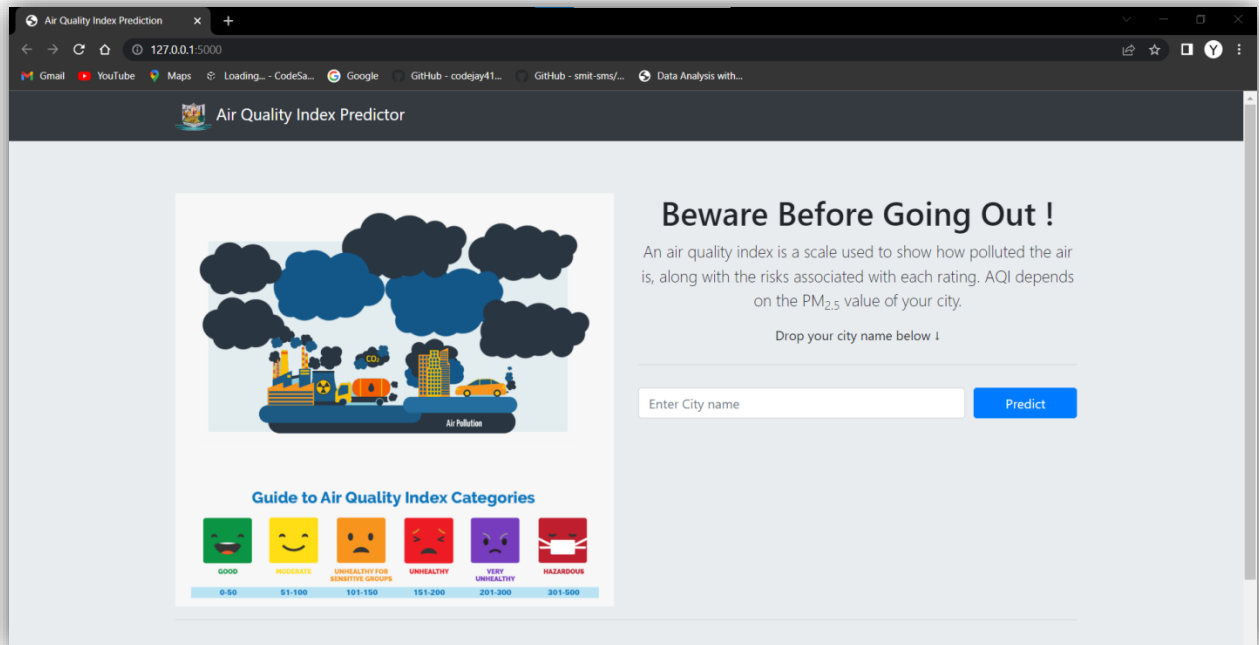 Air Quality Index Prediction
127.0.0.1:5000
Gmail YouTube Maps Loading... - CodeSa... Google GitHub - codejay41... GitHub - smit-sms/... Data Analysis with...
Y
Air Quality Index Predictor
Beware Before Going Out !
An air quality index is a scale used to show how polluted the air
is, along with the risks associated with each rating. AQI depends
on the PM2.5 value of your city.
Drop your city name below ↓
Enter City name Predict
CO₂
Air Pollution
Guide to Air Quality Index Categories
GOOD MODERATE UNHEALTHY FOR SENSITIVE GROUPS UNHEALTHY VERY UNHEALTHY HAZARDOUS
0-50 51-100 101-150 151-200 201-300 301-500